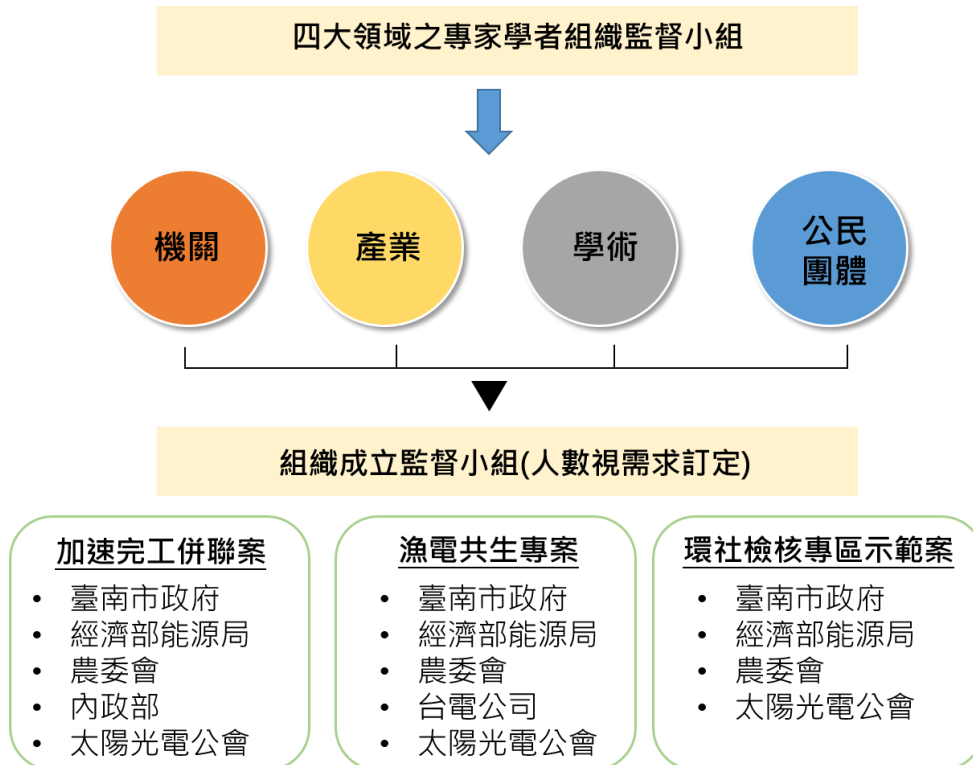 四大領域之專家學者組織監督小組
機關
產業
學術
公民
團體
組織成立監督小組(人數視需求訂定)
加速完工併聯案
• 臺南市政府
• 經濟部能源局
• 農委會
• 內政部
• 太陽光電公會
漁電共生專案
• 臺南市政府
• 經濟部能源局
• 農委會
• 台電公司
• 太陽光電公會
環社檢核專區示範案
• 臺南市政府
• 經濟部能源局
• 農委會
• 太陽光電公會